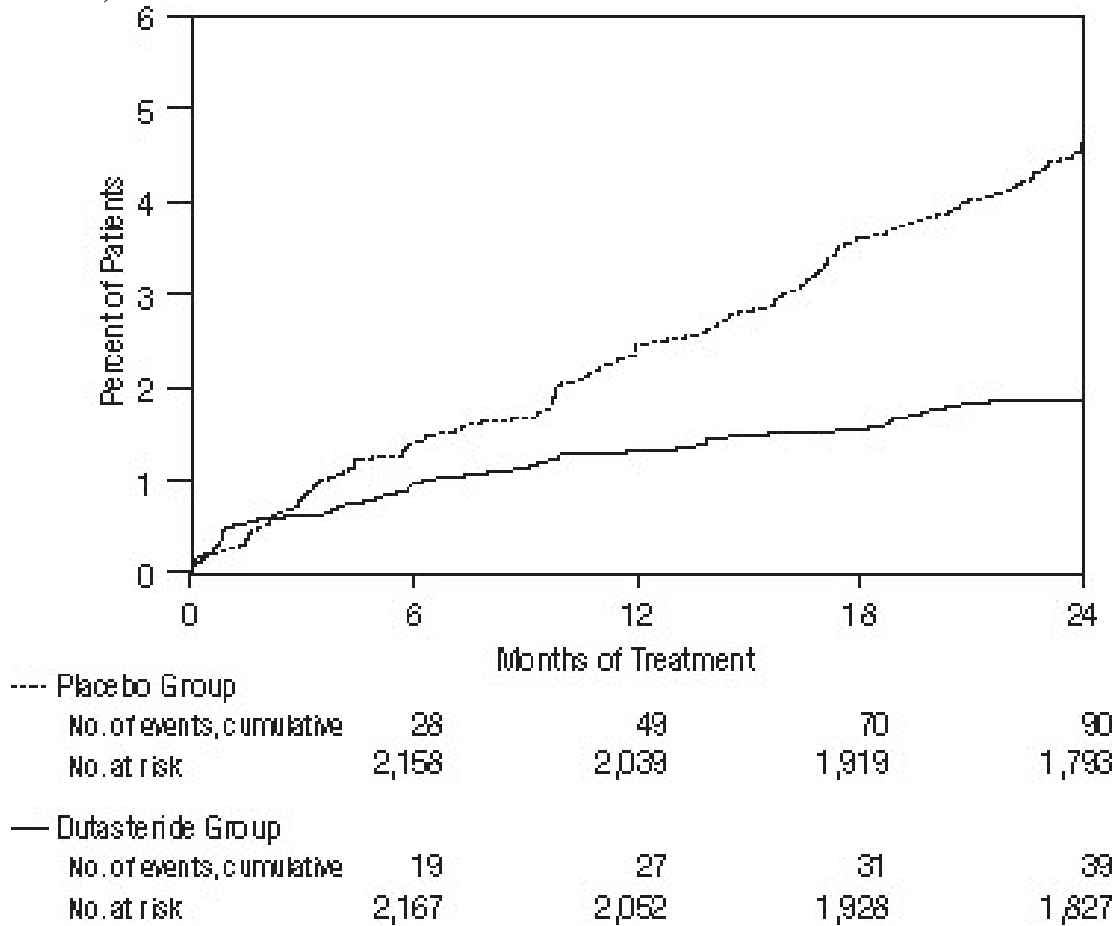 6
5
4
3
2
1
0
Percent of Patients
0 6 12 18 24
Months of Treatment
---- Placebo Group
No. of events, cumulative 28 49 70 90
No. at risk 2,158 2,039 1,919 1,793
— Dutasteride Group
No. of events, cumulative 19 27 31 39
No. at risk 2,167 2,052 1,928 1,827